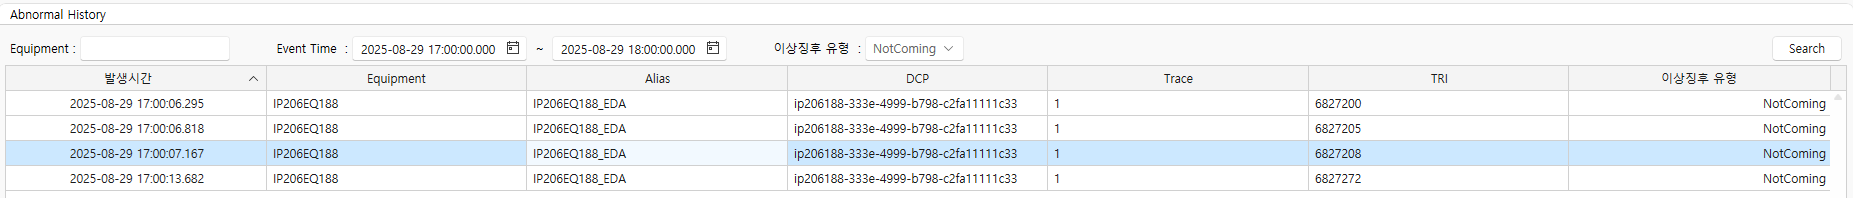 Abnormal History
Equipment : Event Time : 2025-08-29 17:00:00.000 ~ 2025-08-29 18:00:00.000 이상징후 유형 : NotComing Search
발생시간 Equipment Alias DCP Trace TRI 이상징후 유형
2025-08-29 17:00:06.295 IP206EQ188 IP206EQ188_EDA ip206188-333e-4999-b798-c2fa11111c33 1 6827200 NotComing
2025-08-29 17:00:06.818 IP206EQ188 IP206EQ188_EDA ip206188-333e-4999-b798-c2fa11111c33 1 6827205 NotComing
2025-08-29 17:00:07.167 IP206EQ188 IP206EQ188_EDA ip206188-333e-4999-b798-c2fa11111c33 1 6827208 NotComing
2025-08-29 17:00:13.682 IP206EQ188 IP206EQ188_EDA ip206188-333e-4999-b798-c2fa11111c33 1 6827272 NotComing